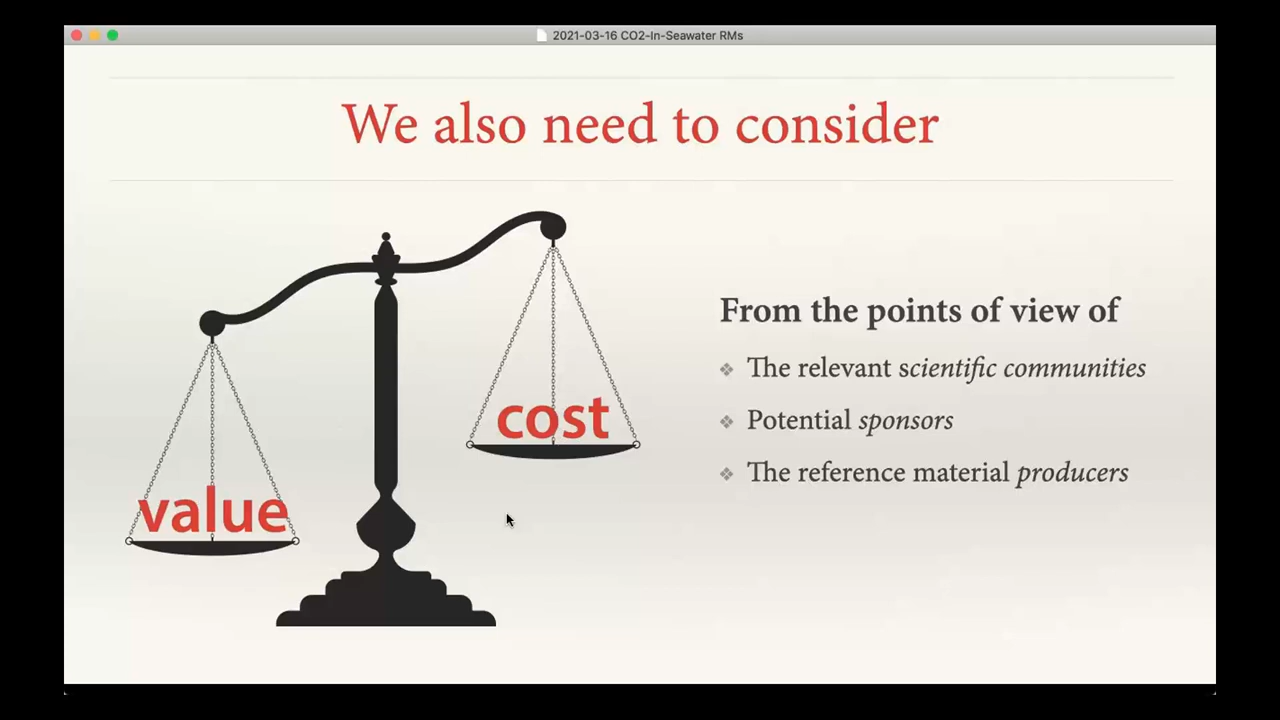 2021-03-16 CO2-In-Seawater RMs
We also need to consider
value
cost
From the points of view of
The relevant scientific communities
Potential sponsors
The reference material producers